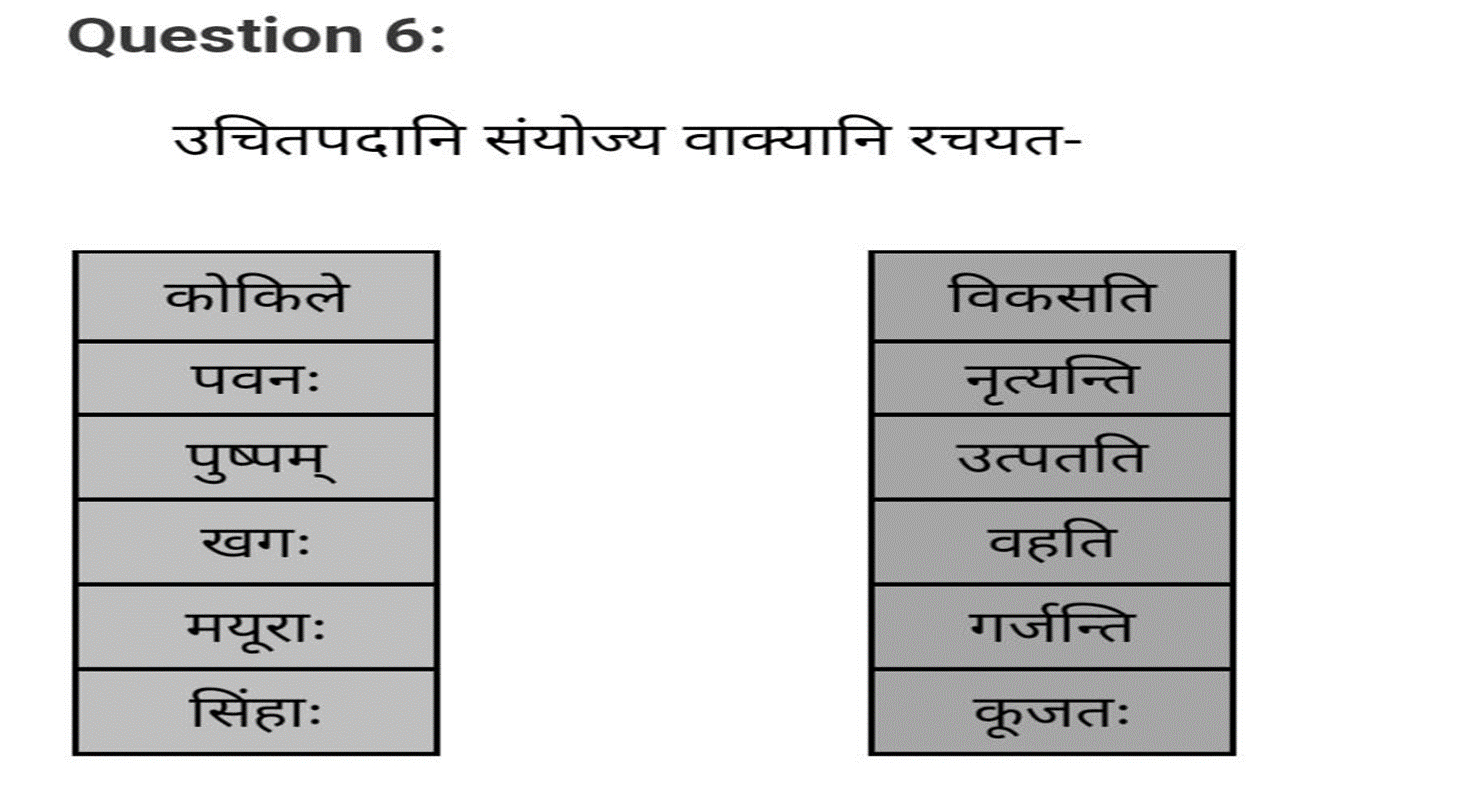 Question 6:
उचितपदानि संयोज्य वाक्यानि रचयत-
कोकिले विकसति
पवनः नृत्यन्ति
पुष्पम् उत्पतति
खगः वहति
मयूराः गर्जन्ति
सिंहाः कूजतः